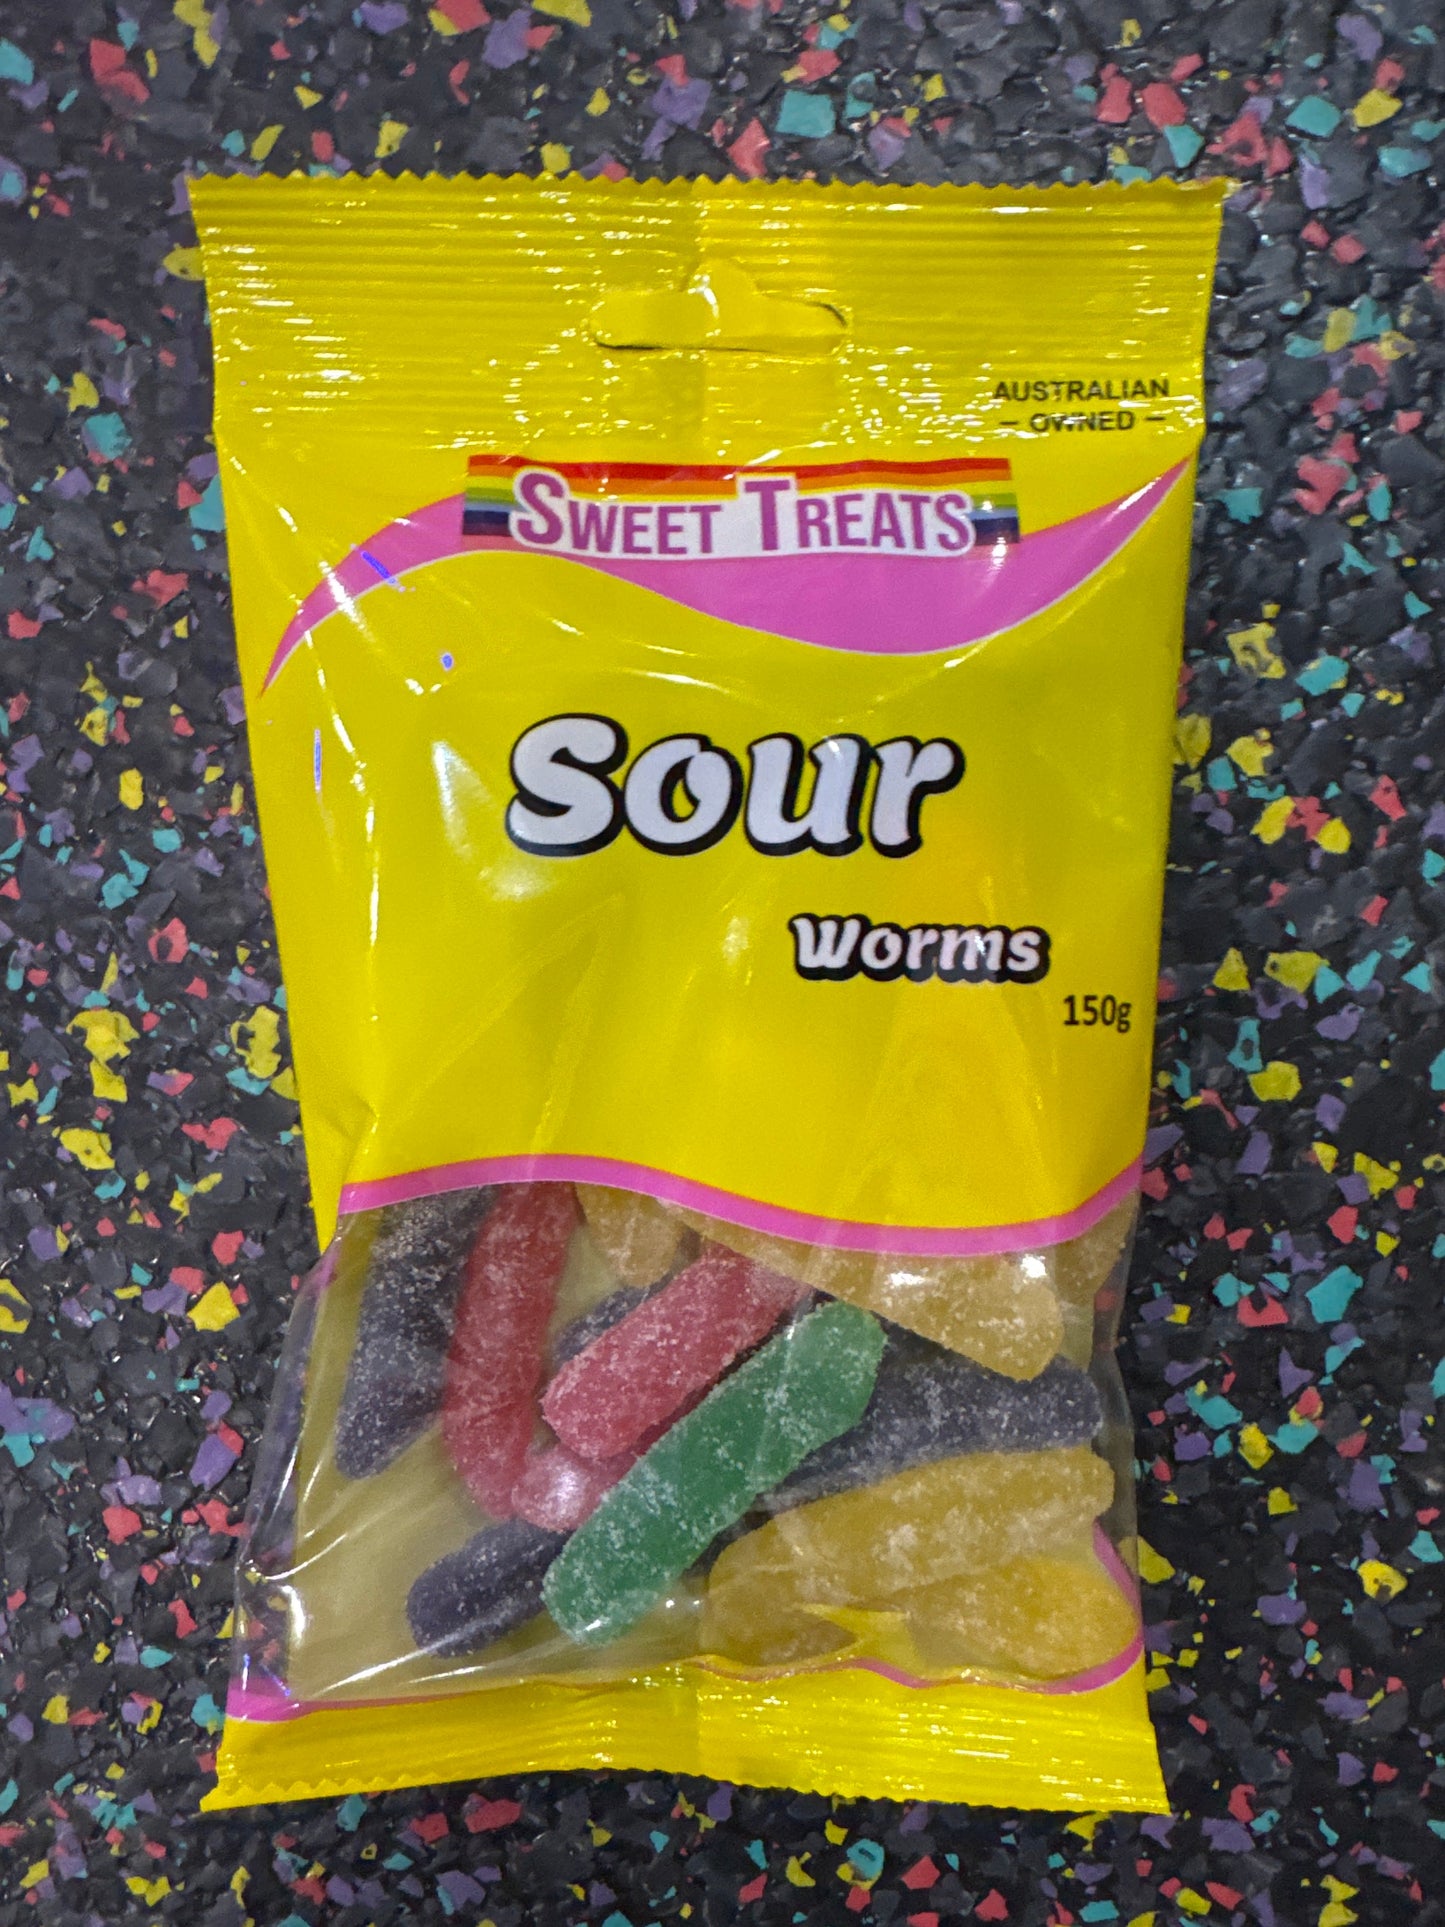 AUSTRALIAN
- OWNED -
SWEET TREATS
Sour
Worms
150g